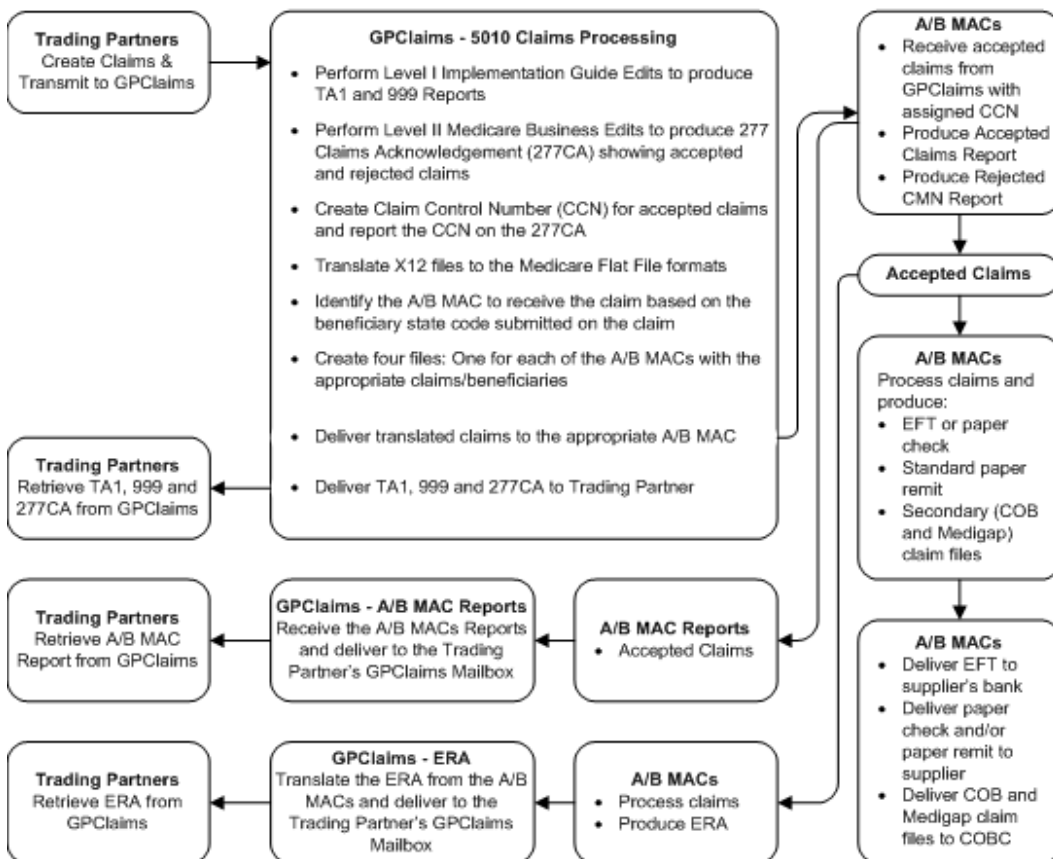 Trading Partners
Create Claims &
Transmit to GPClaims
GPClaims - 5010 Claims Processing
• Perform Level I Implementation Guide Edits to produce
TA1 and 999 Reports
• Perform Level II Medicare Business Edits to produce 277
Claims Acknowledgement (277CA) showing accepted
and rejected claims
• Create Claim Control Number (CCN) for accepted claims
and report the CCN on the 277CA
• Translate X12 files to the Medicare Flat File formats
• Identify the A/B MAC to receive the claim based on the
beneficiary state code submitted on the claim
• Create four files: One for each of the A/B MACs with the
appropriate claims/beneficiaries
• Deliver translated claims to the appropriate A/B MAC
• Deliver TA1, 999 and 277CA to Trading Partner
A/B MACs
• Receive accepted
claims from
GPClaims with
assigned CCN
• Produce Accepted
Claims Report
• Produce Rejected
CMN Report
Accepted Claims
A/B MACs
Process claims and
produce:
• EFT or paper
check
• Standard paper
remit
• Secondary (COB
and Medigap)
claim files
Trading Partners
Retrieve TA1, 999 and
277CA from GPClaims
Trading Partners
Retrieve A/B MAC
Report from GPClaims
GPClaims - A/B MAC Reports
Receive the A/B MACs Reports
and deliver to the Trading
Partner's GPClaims Mailbox
A/B MAC Reports
• Accepted Claims
A/B MACs
• Deliver EFT to
supplier's bank
• Deliver paper
check and/or
paper remit to
supplier
• Deliver COB and
Medigap claim
files to COBC
Trading Partners
Retrieve ERA from
GPClaims
GPClaims - ERA
Translate the ERA from the A/B
MACs and deliver to the
Trading Partner's GPClaims
Mailbox
A/B MACs
• Process claims
• Produce ERA